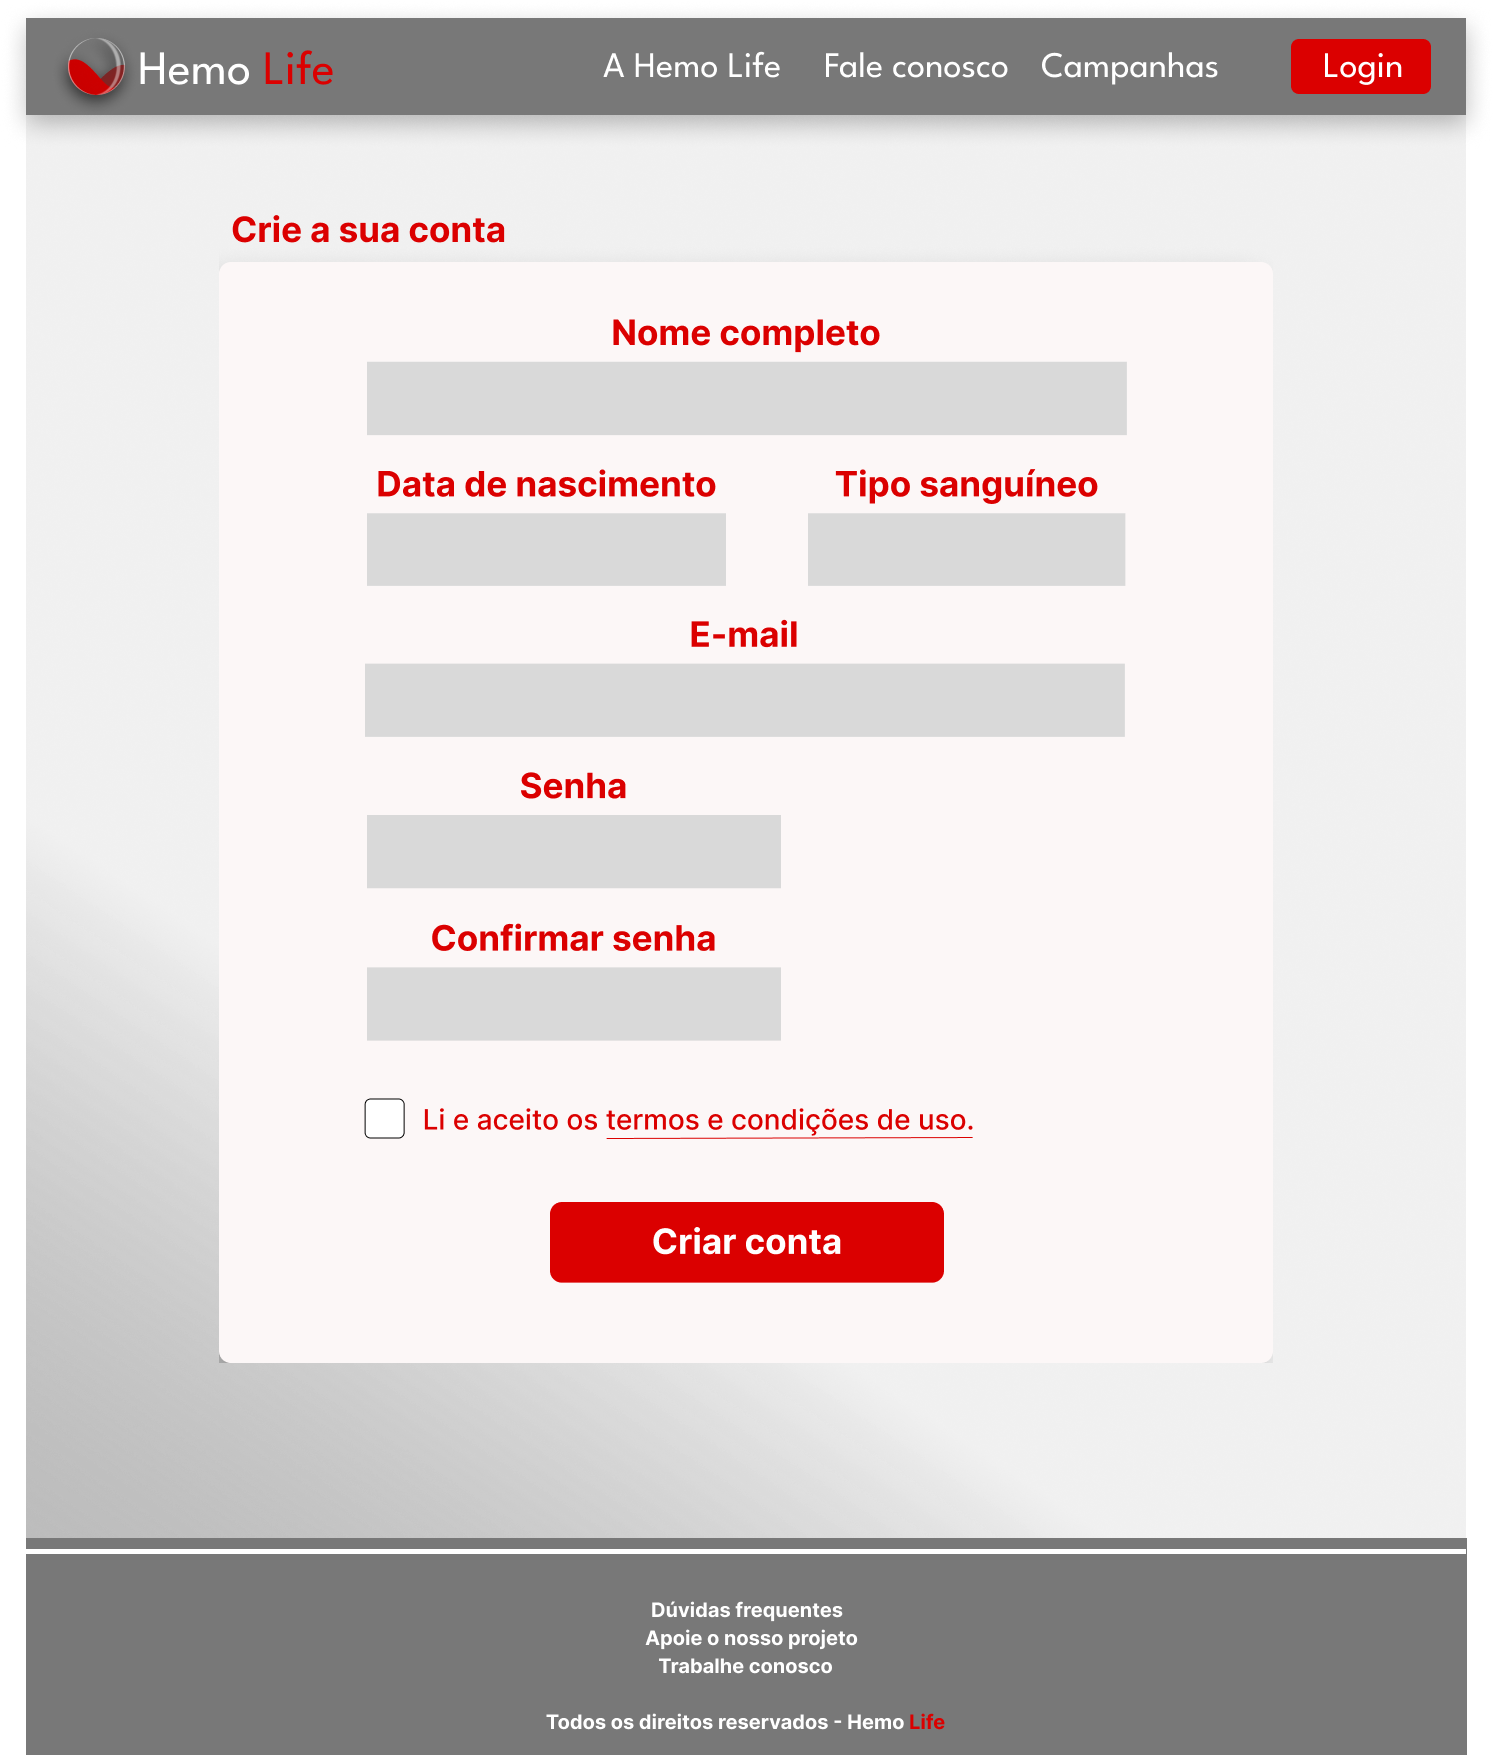 Hemo Life
A Hemo Life
Fale conosco
Campanhas
Login
Crie a sua conta
Nome completo
Data de nascimento
Tipo sanguíneo
E-mail
Senha
Confirmar senha
Li e aceito os termos e condições de uso.
Criar conta
Dúvidas frequentes
Apoie o nosso projeto
Trabalhe conosco
Todos os direitos reservados - Hemo Life